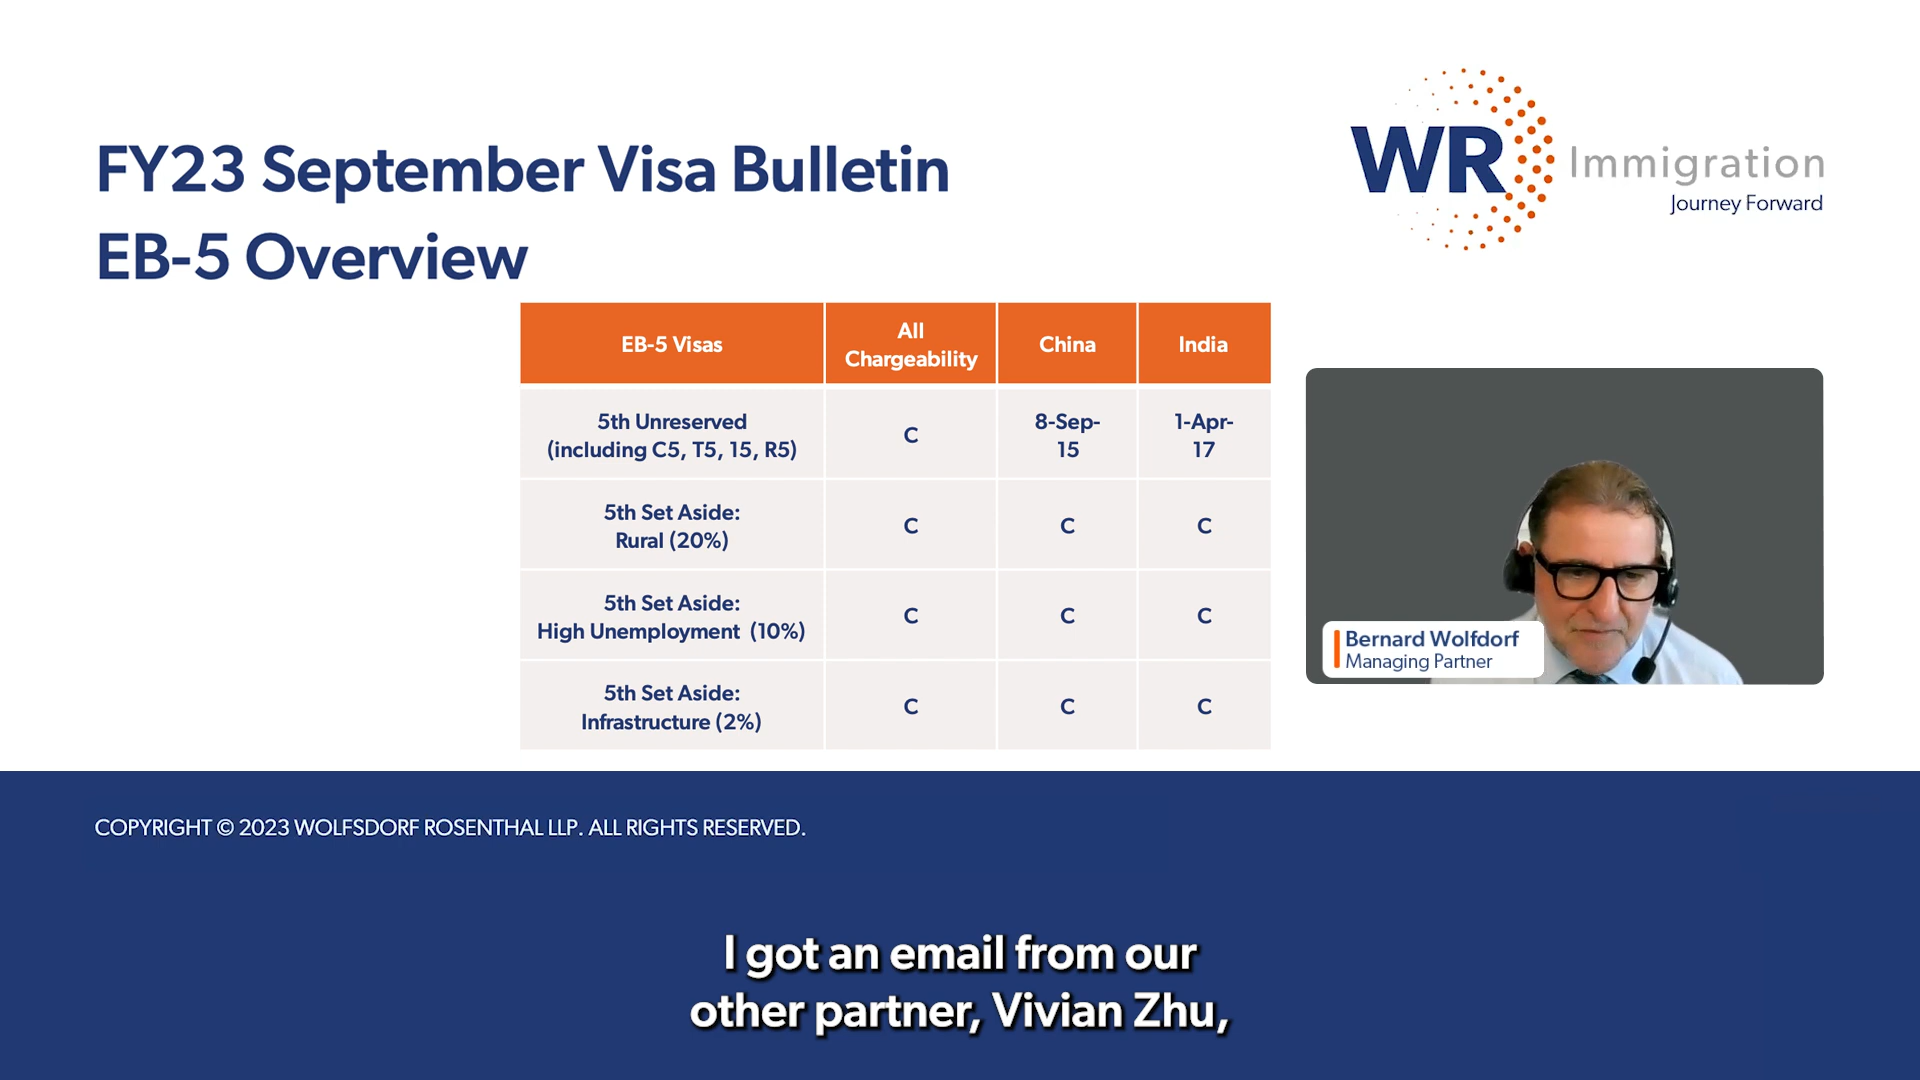 FY23 September Visa Bulletin
EB-5 Overview
WR Immigration
Journey Forward
EB-5 Visas
All
Chargeability
China
India
5th Unreserved
(including C5, T5, 15, R5)
C
8-Sep-
15
1-Apr-
17
5th Set Aside:
Rural (20%)
C
C
C
5th Set Aside:
High Unemployment (10%)
C
C
C
5th Set Aside:
Infrastructure (2%)
C
C
C
Bernard Wolfdorf
Managing Partner
COPYRIGHT © 2023 WOLFSDORF ROSENTHAL LLP. ALL RIGHTS RESERVED.
I got an email from our
other partner, Vivian Zhu,